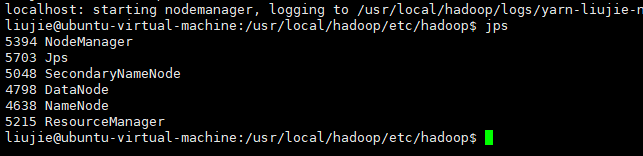 localhost: starting nodemanager, logging to /usr/local/hadoop/logs/yarn-liujie-n
liujie@ubuntu-virtual-machine:/usr/local/hadoop/etc/hadoop$ jps
5394 NodeManager
5703 Jps
5048 SecondaryNameNode
4798 DataNode
4638 NameNode
5215 ResourceManager
liujie@ubuntu-virtual-machine:/usr/local/hadoop/etc/hadoop$